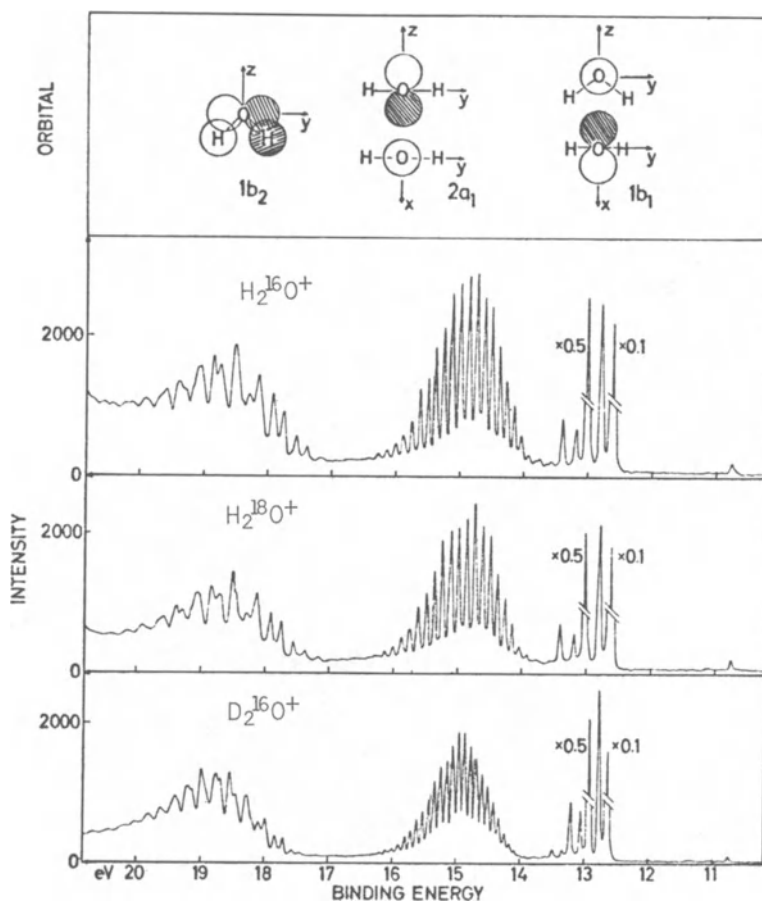 ORBITAL
z
y
H
O
H
1b2
z
H O H
y
H O H
y
x
2a1
z
O
y
H H
H O H
y
x
1b1
INTENSITY
H2^16O+
2000
0
×0.5
×0.1
H2^18O+
2000
0
×0.5
×0.1
D2^16O+
2000
0
×0.5
×0.1
eV 20 19 18 17 16 15 14 13 12 11
BINDING ENERGY